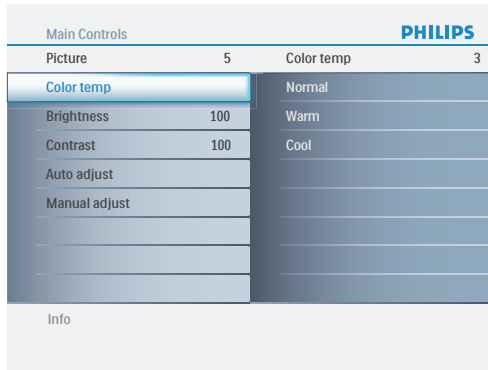 Main Controls PHILIPS
Picture 5 Color temp 3
Color temp Normal
Brightness 100 Warm
Contrast 100 Cool
Auto adjust
Manual adjust
Info